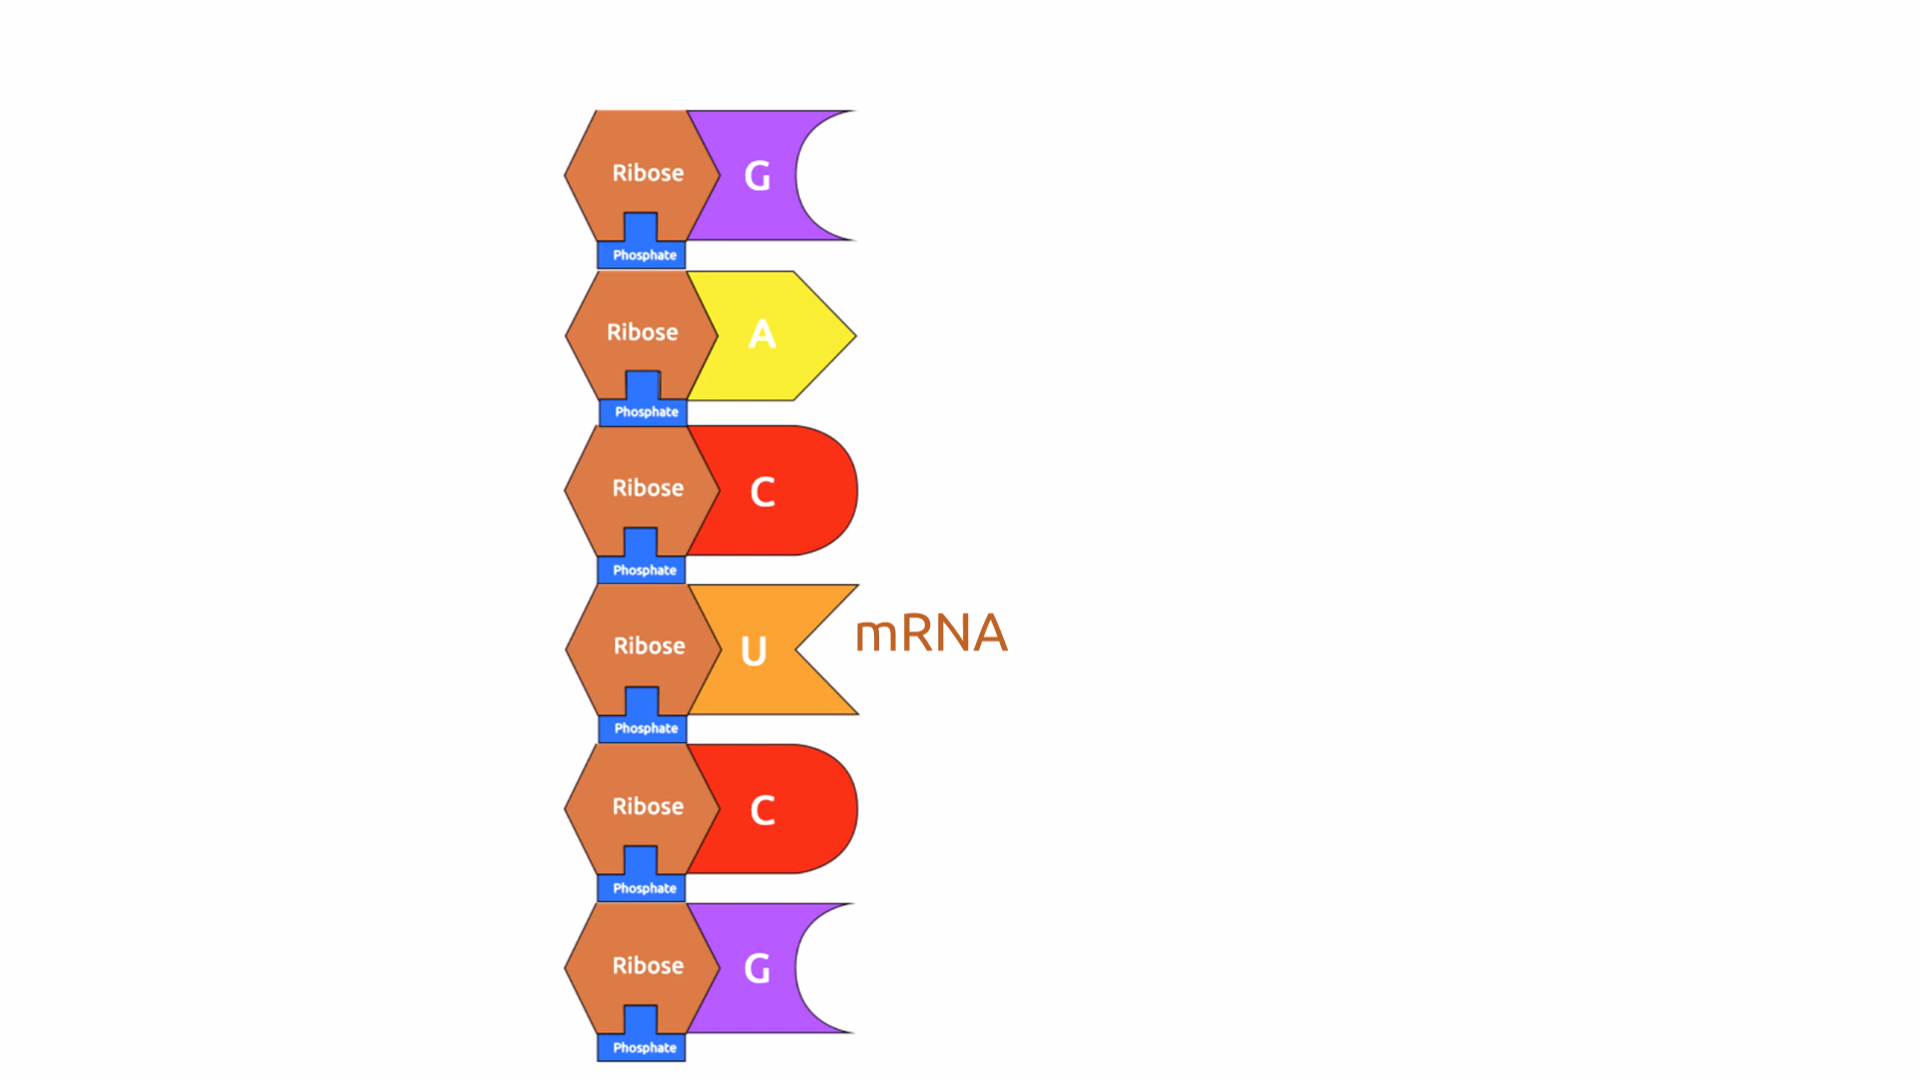 Ribose G
Phosphate
Ribose A
Phosphate
Ribose C
Phosphate
Ribose U
mRNA
Phosphate
Ribose C
Phosphate
Ribose G
Phosphate